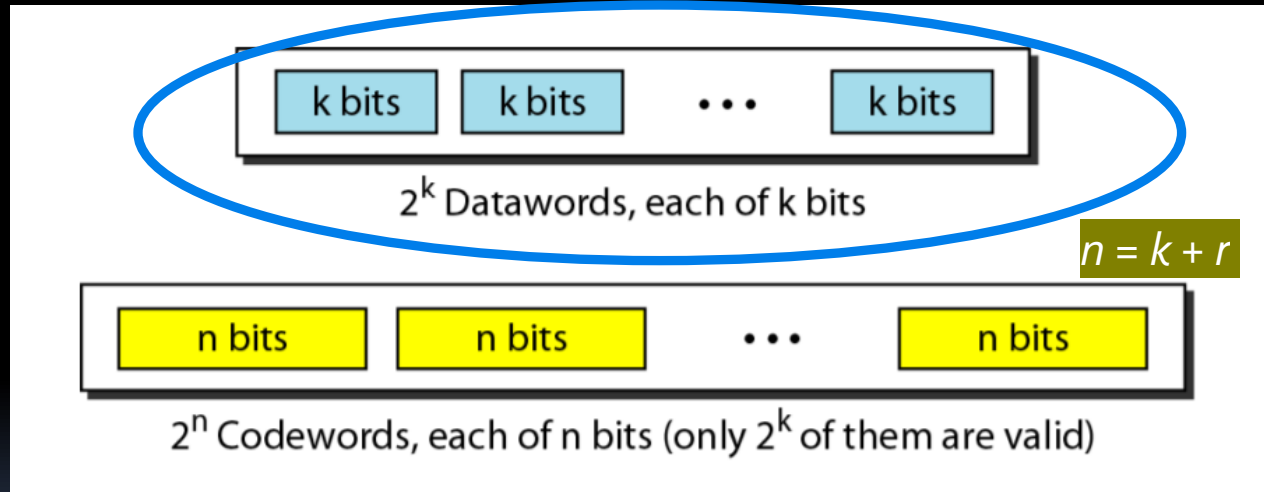 k bits k bits ••• k bits
2^k Datawords, each of k bits
n = k + r
n bits n bits ••• n bits
2^n Codewords, each of n bits (only 2^k of them are valid)